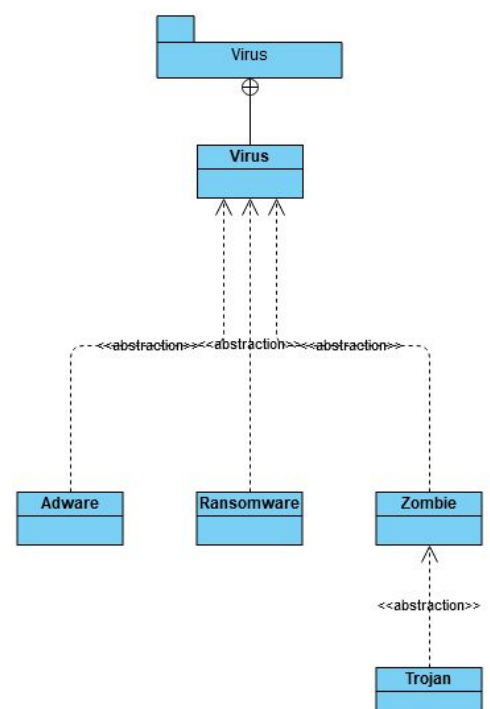 Virus
Virus
<<abstraction>> <<abstraction>> <<abstraction>>
Adware Ransomware Zombie
<<abstraction>>
Trojan